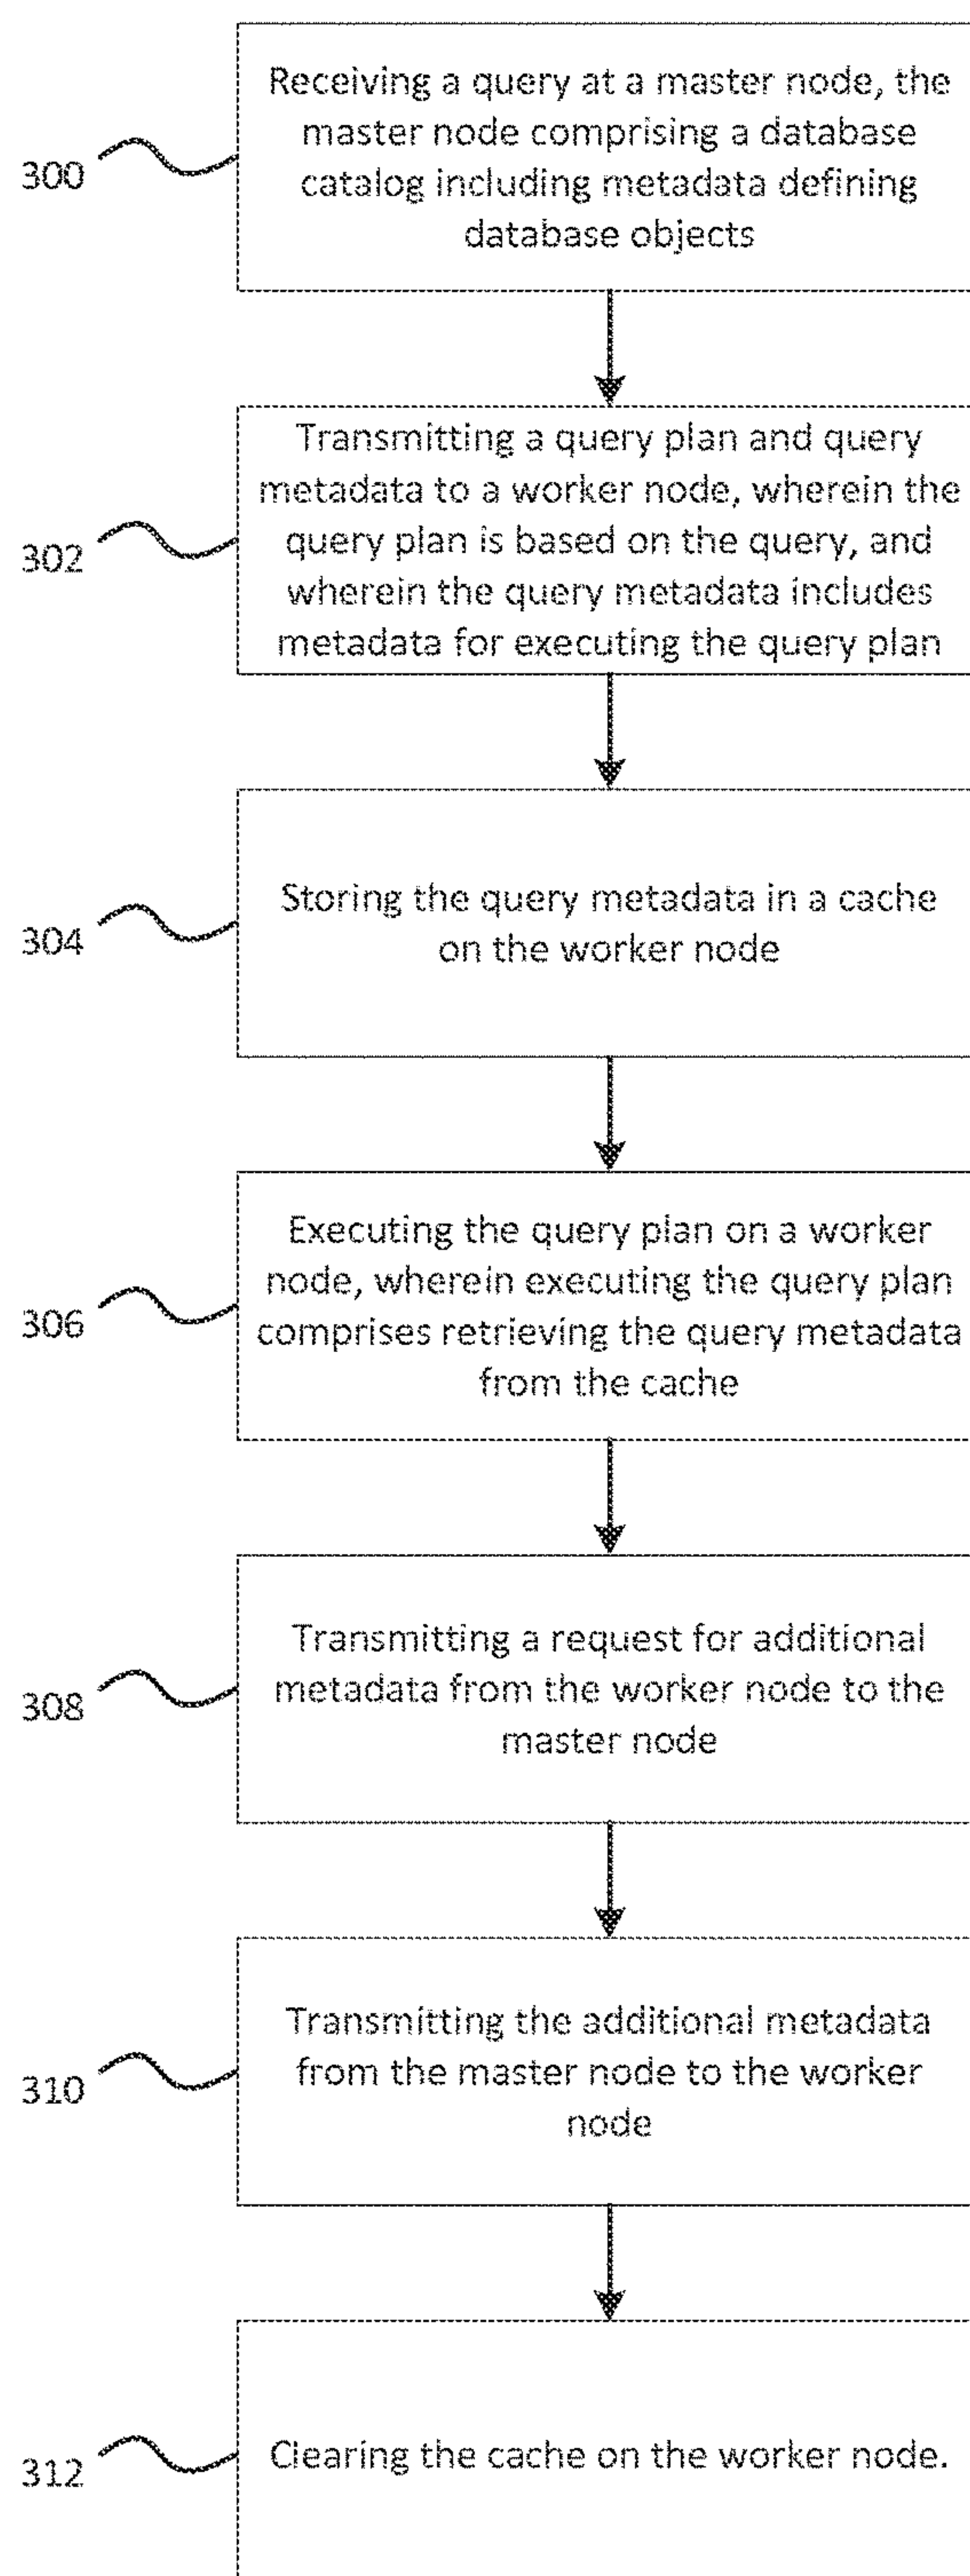 Receiving a query at a master node, the
master node comprising a database
catalog including metadata defining
database objects
300
Transmitting a query plan and query
metadata to a worker node, wherein the
query plan is based on the query, and
wherein the query metadata includes
metadata for executing the query plan
302
Storing the query metadata in a cache
on the worker node
304
Executing the query plan on a worker
node, wherein executing the query plan
comprises retrieving the query metadata
from the cache
306
Transmitting a request for additional
metadata from the worker node to the
master node
308
Transmitting the additional metadata
from the master node to the worker
node
310
Clearing the cache on the worker node.
312